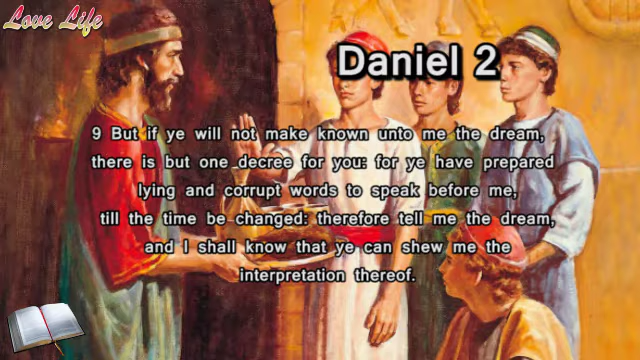 Love Life
Daniel 2
9 But if ye will not make known unto me the dream,
there is but one decree for you: for ye have prepared
lying and corrupt words to speak before me,
till the time be changed: therefore tell me the dream,
and I shall know that ye can shew me the
interpretation thereof.